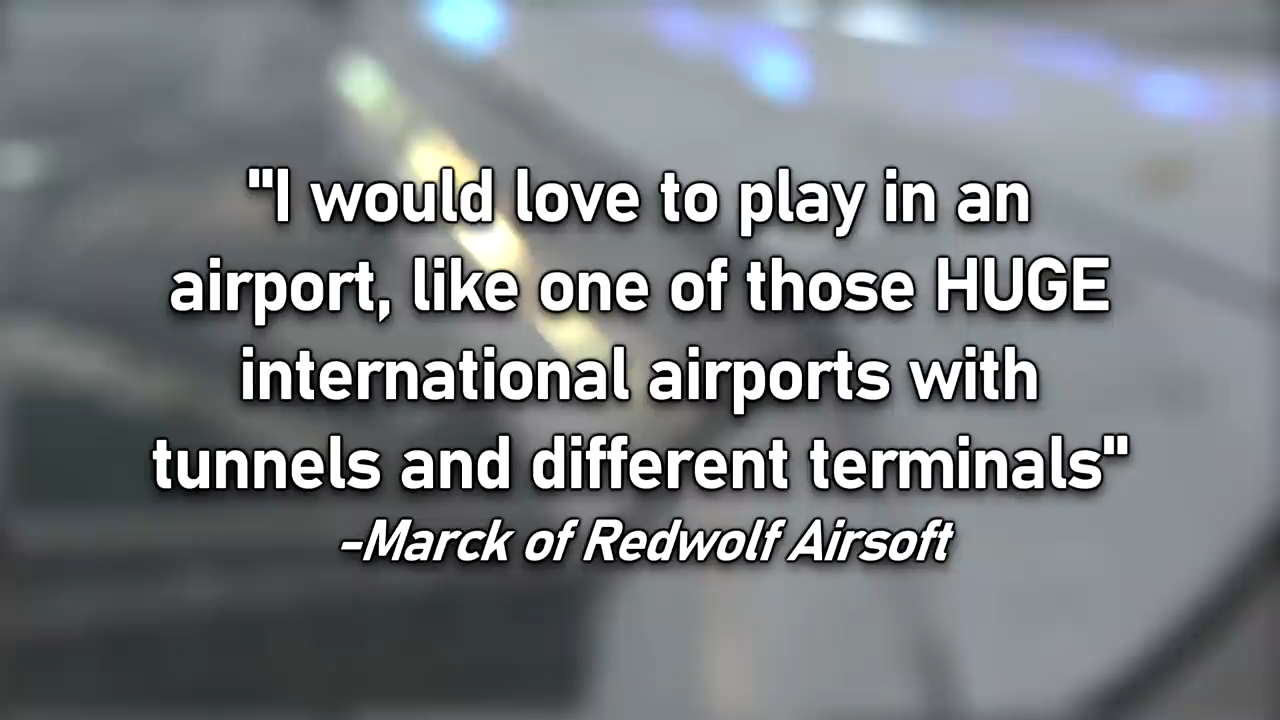 "I would love to play in an
airport, like one of those HUGE
international airports with
tunnels and different terminals"
-Marck of Redwolf Airsoft